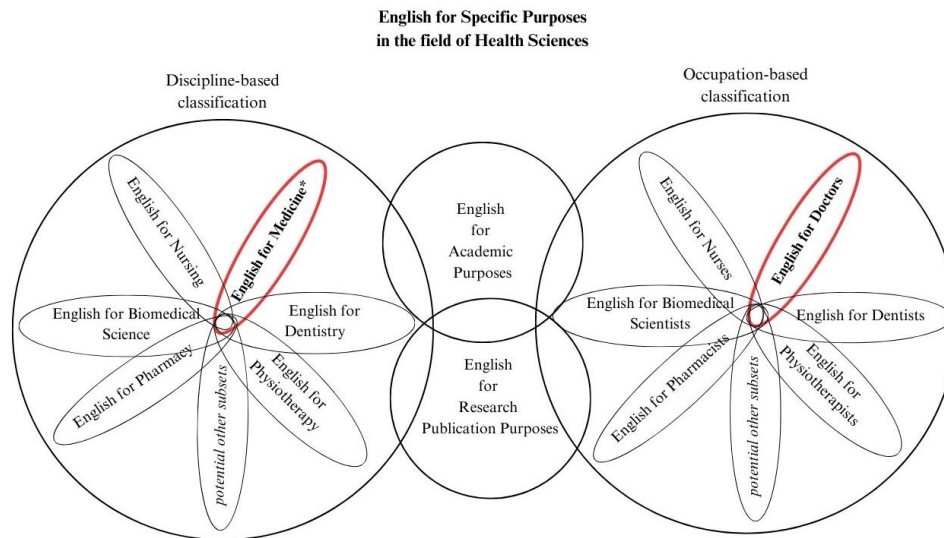 English for Specific Purposes
in the field of Health Sciences
Discipline-based
classification
English for Nursing
English for Medicine*
English for Biomedical
Science
English for
Dentistry
English for Pharmacy
potential other subsets
English for
Physiotherapy
English
for
Academic
Purposes
English
for
Research
Publication Purposes
Occupation-based
classification
English for Nurses
English for Doctors
English for Biomedical
Scientists
English for Dentists
English for Pharmacists
potential other subsets
English for
Physiotherapists